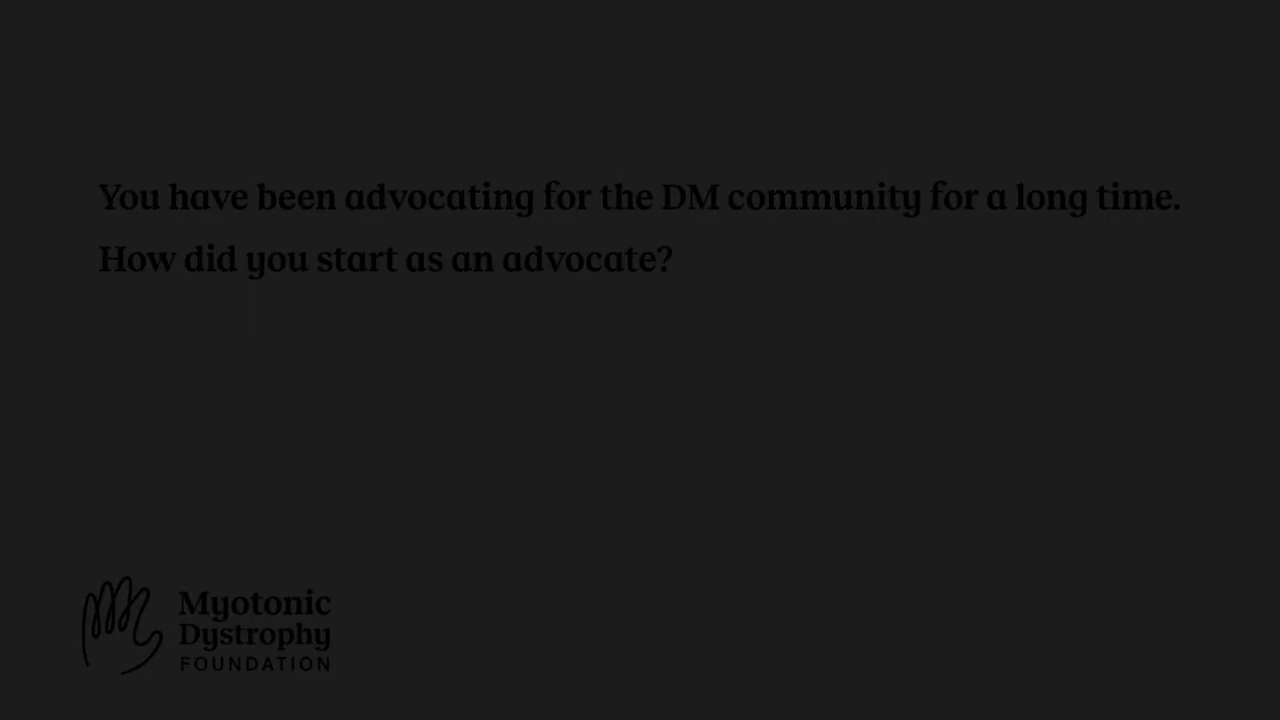 You have been advocating for the DM community for a long time.
How did you start as an advocate?
Myotonic
Dystrophy
FOUNDATION